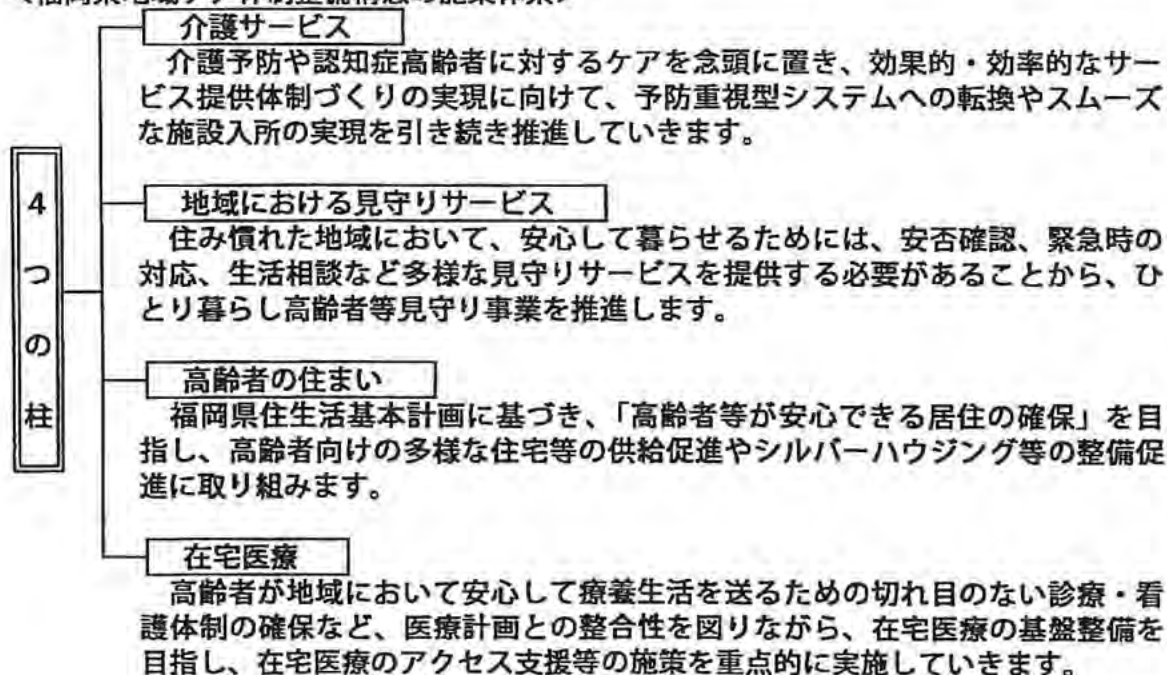 福岡県地域ケア体制整備構想の施策体系
介護サービス
介護予防や認知症高齢者に対するケアを念頭に置き、効果的・効率的なサー
ビス提供体制づくりの実現に向けて、予防重視型システムへの転換やスムーズ
な施設入所の実現を引き続き推進していきます。
4つの柱
地域における見守りサービス
住み慣れた地域において、安心して暮らせるためには、安否確認、緊急時の
対応、生活相談など多様な見守りサービスを提供する必要があることから、ひ
とり暮らし高齢者等見守り事業を推進します。
高齢者の住まい
福岡県住生活基本計画に基づき、「高齢者等が安心できる居住の確保」を目
指し、高齢者向けの多様な住宅等の供給促進やシルバーハウジング等の整備促
進に取り組みます。
在宅医療
高齢者が地域において安心して療養生活を送るための切れ目のない診療・看
護体制の確保など、医療計画との整合性を図りながら、在宅医療の基盤整備を
目指し、在宅医療のアクセス支援等の施策を重点的に実施していきます。